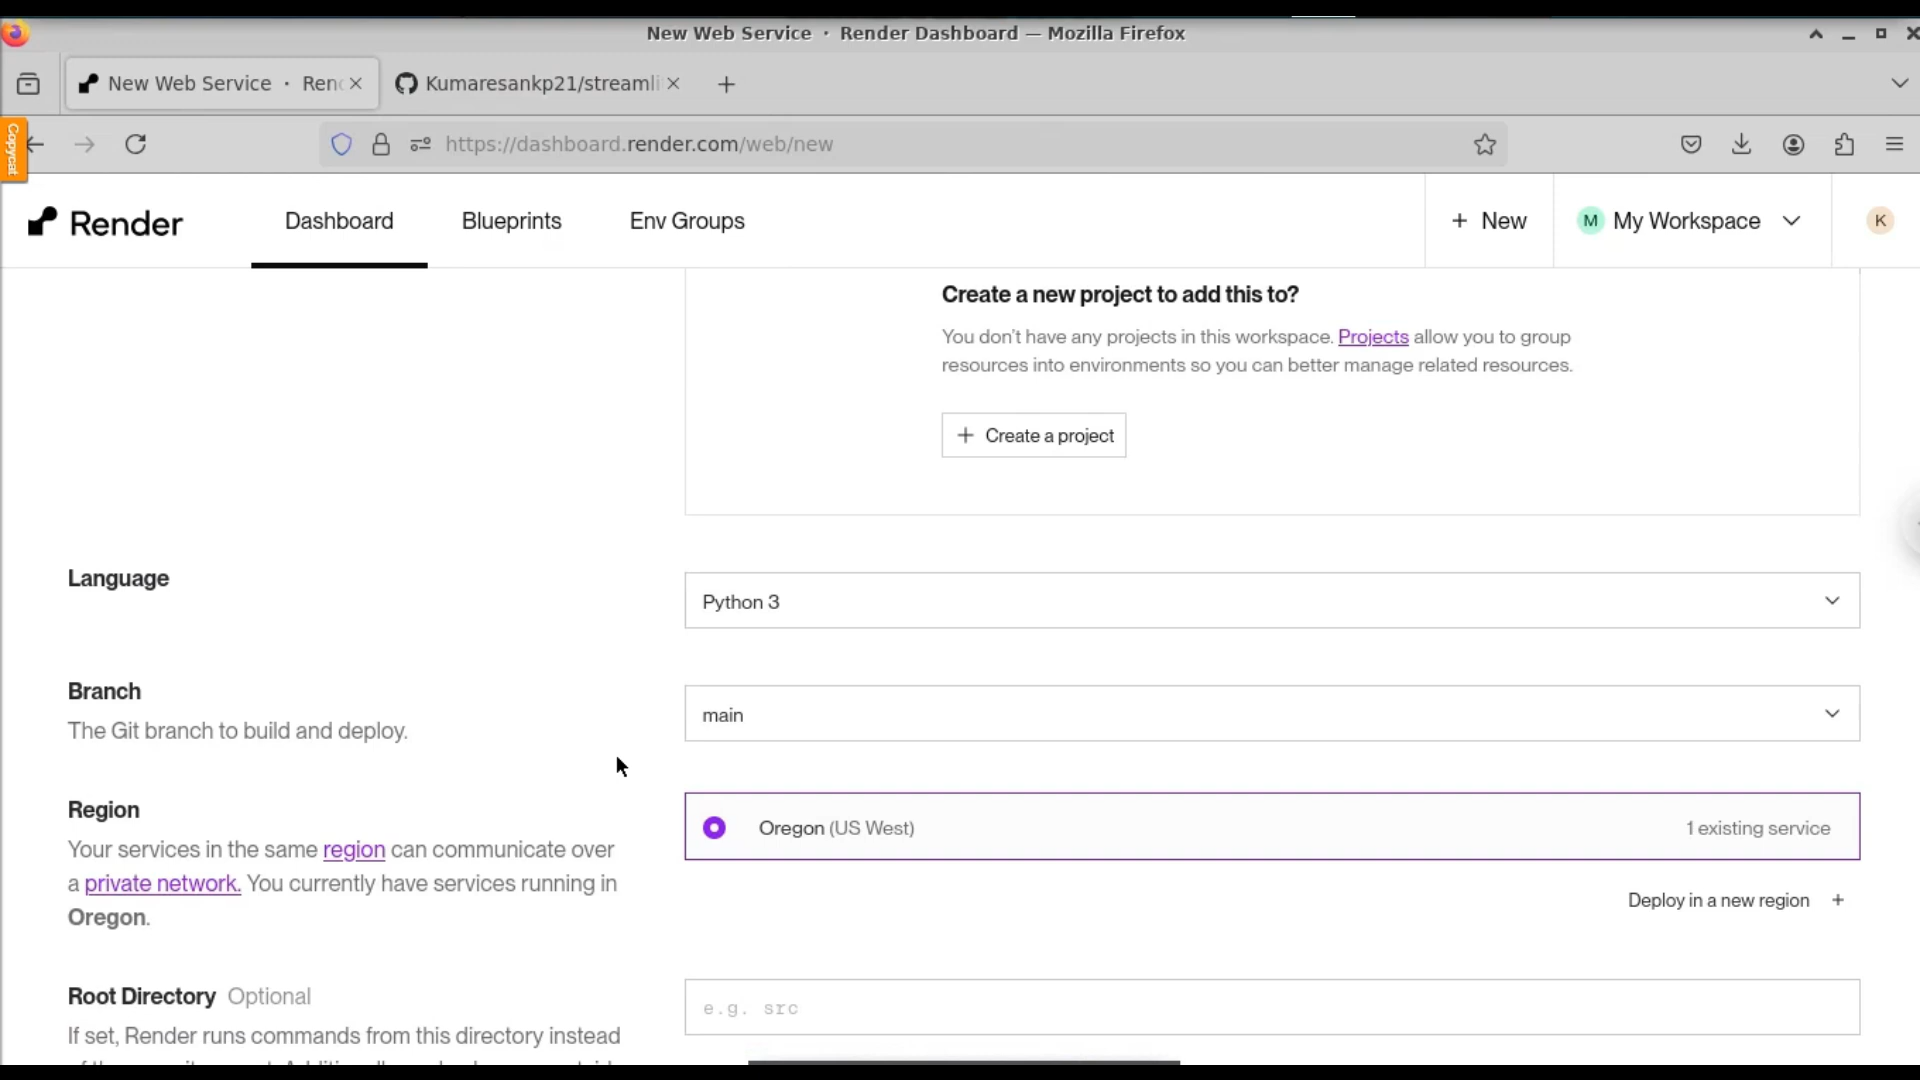 New Web Service · Render Dashboard — Mozilla Firefox
New Web Service · Ren
Kumaresankp21/streamli
Copycat
https://dashboard.render.com/web/new
Render
Dashboard
Blueprints
Env Groups
+ New
M My Workspace
K
Create a new project to add this to?
You don't have any projects in this workspace. Projects allow you to group
resources into environments so you can better manage related resources.
+ Create a project
Language
Python 3
Branch
The Git branch to build and deploy.
main
Region
Your services in the same region can communicate over
a private network. You currently have services running in
Oregon.
Oregon (US West)
1 existing service
Deploy in a new region +
Root Directory Optional
If set, Render runs commands from this directory instead
e.g. src